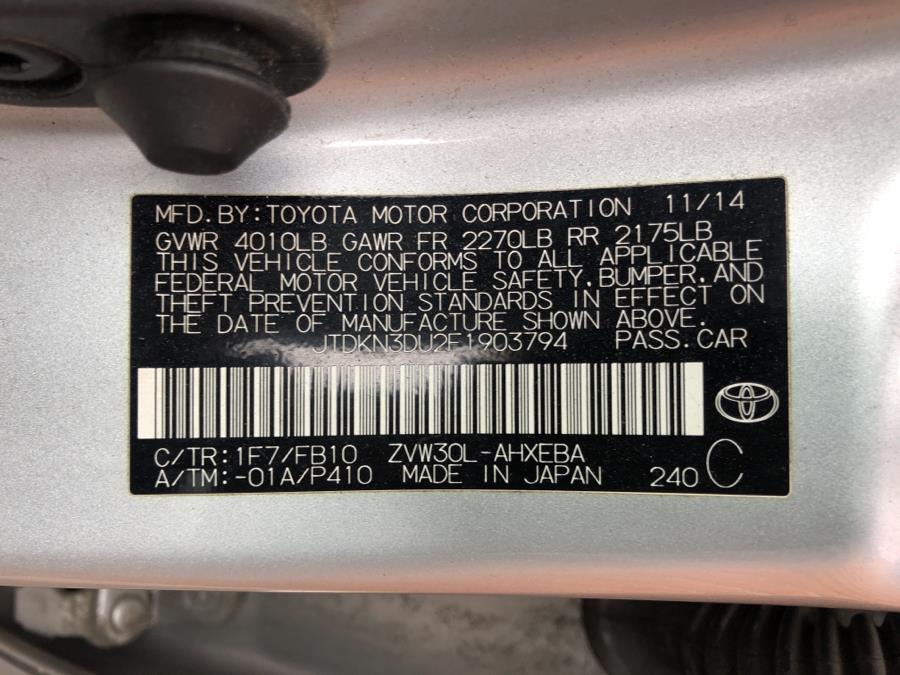 MFD. BY: TOYOTA MOTOR CORPORATION 11/14
GVWR 4010LB GAWR FR 2270LB RR 2175LB
THIS VEHICLE CONFORMS TO ALL APPLICABLE
FEDERAL MOTOR VEHICLE SAFETY, BUMPER, AND
THEFT PREVENTION STANDARDS IN EFFECT ON
THE DATE OF MANUFACTURE SHOWN ABOVE.
JTDKN3DU2F1903794 PASS. CAR
C/TR: 1F7/FB10 ZVW30L-AHXEBA
A/TM: -01A/P410 MADE IN JAPAN 240 C